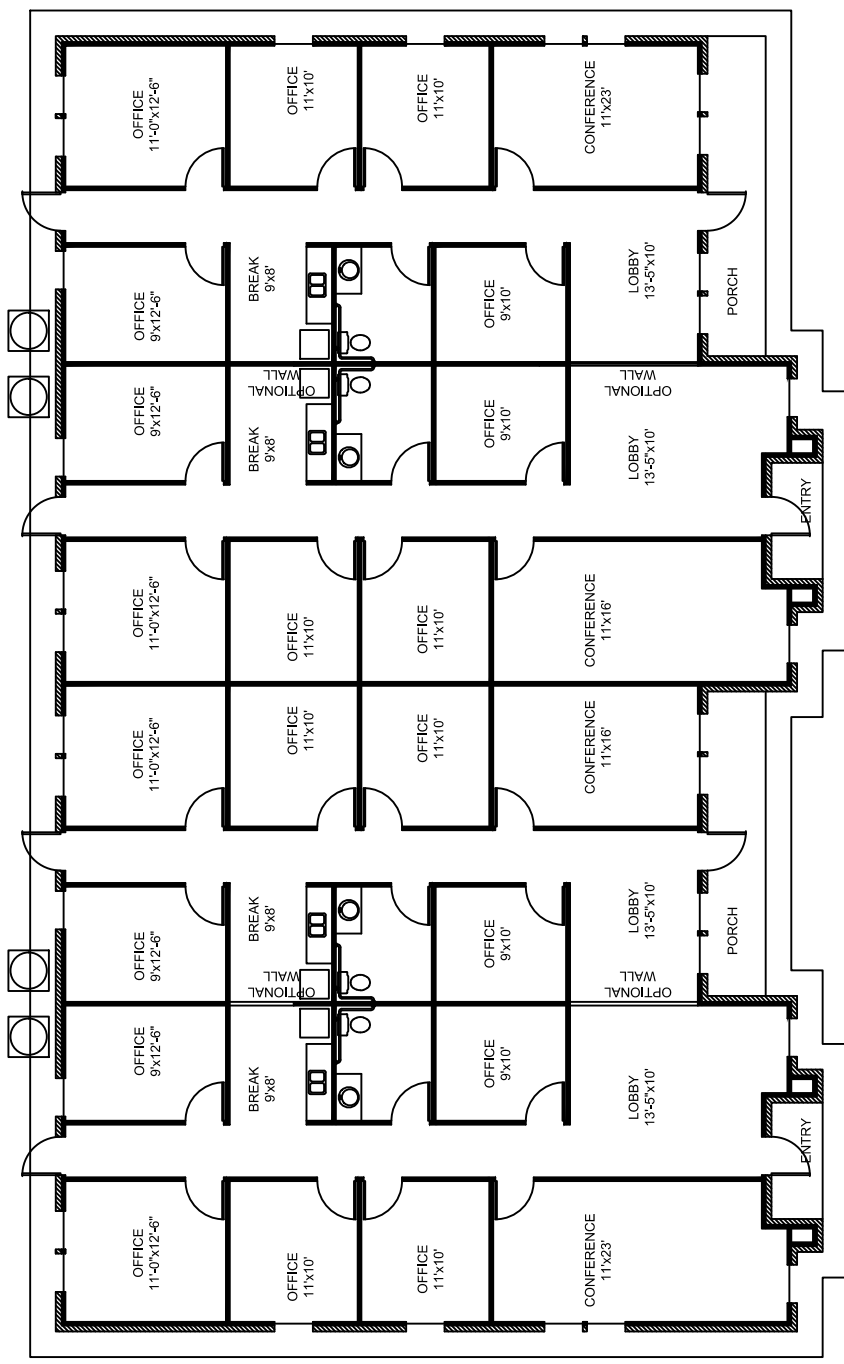 OFFICE
11'-0"x12'-6"
OFFICE
9'x12'-6"
OFFICE
9'x12'-6"
OFFICE
11'-0"x12'-6"
OFFICE
11'-0"x12'-6"
OFFICE
9'x12'-6"
OFFICE
9'x12'-6"
OFFICE
11'-0"x12'-6"
OFFICE
11'x10'
BREAK
9'x8'
OPTIONAL
WALL
BREAK
9'x8'
OFFICE
11'x10'
OFFICE
11'x10'
BREAK
9'x8'
OPTIONAL
WALL
BREAK
9'x8'
OFFICE
11'x10'
OFFICE
11'x10'
OFFICE
9'x10'
OFFICE
9'x10'
OFFICE
11'x10'
OFFICE
11'x10'
OFFICE
9'x10'
OFFICE
9'x10'
OFFICE
11'x10'
CONFERENCE
11'x23'
LOBBY
13'-5"x10'
OPTIONAL
WALL
LOBBY
13'-5"x10'
CONFERENCE
11'x16'
CONFERENCE
11'x16'
LOBBY
13'-5"x10'
OPTIONAL
WALL
LOBBY
13'-5"x10'
CONFERENCE
11'x23'
PORCH
PORCH
ENTRY
ENTRY